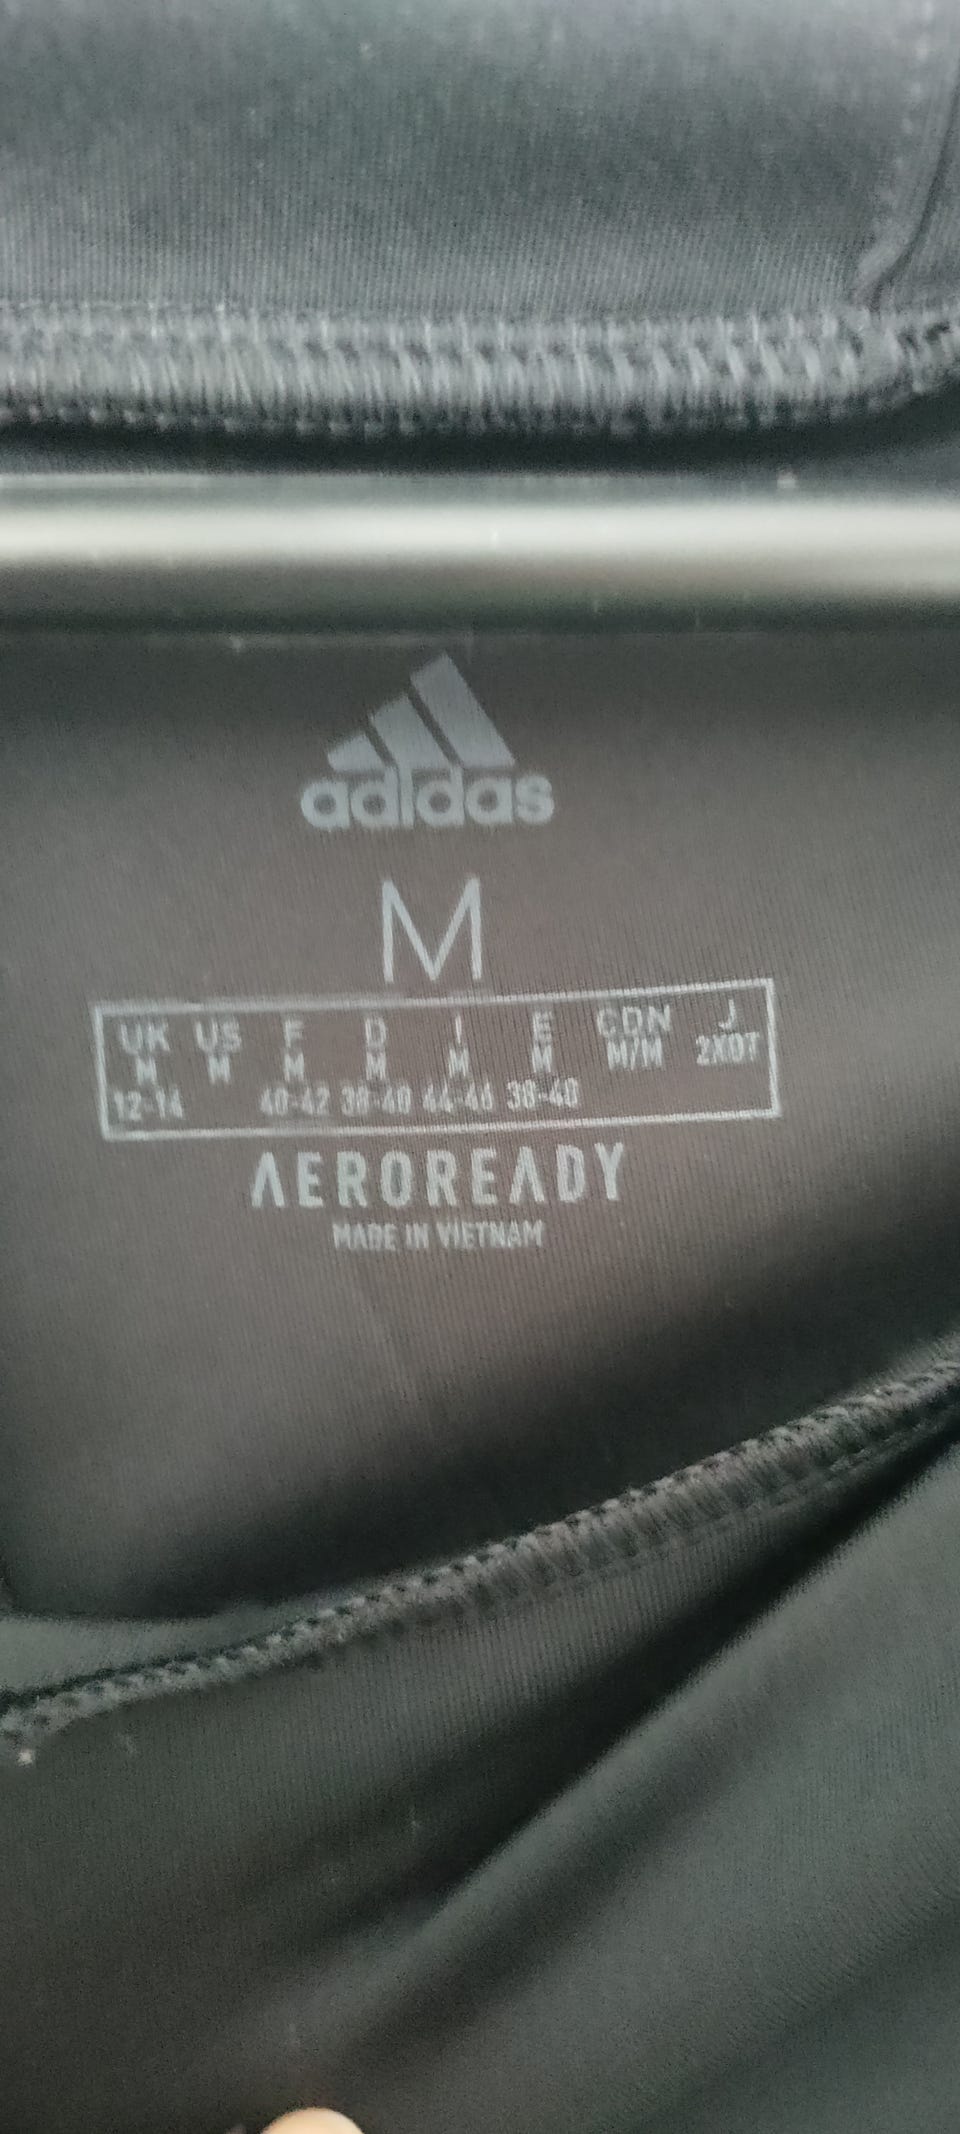 adidas
M
UK US F D I E CDN J
M M M M M M M/M 2XOT
12-14 40-42 38-40 44-46 38-40
AEROREADY
MADE IN VIETNAM